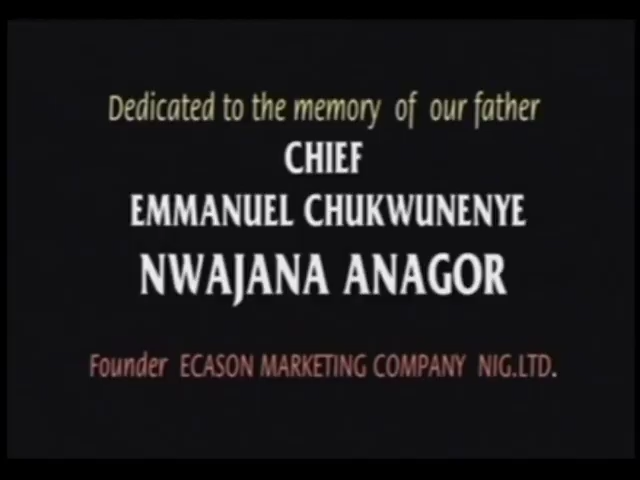 Dedicated to the memory of our father
CHIEF
EMMANUEL CHUKWUNENYE
NWAJANA ANAGOR
Founder ECASON MARKETING COMPANY NIG.LTD.